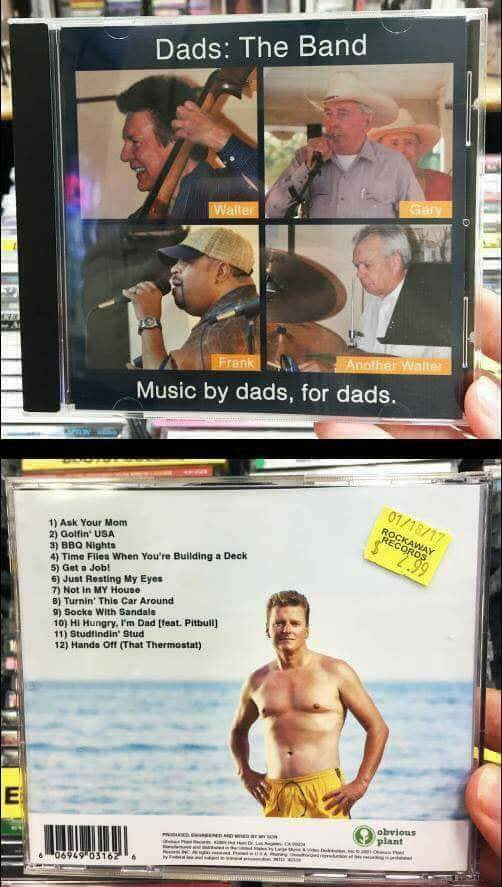 Dads: The Band
Walter
Gary
Frank
Another Walter
Music by dads, for dads.
1) Ask Your Mom
2) Golfin' USA
3) BBQ Nights
4) Time Flies When You're Building a Deck
5) Get a Job!
6) Just Resting My Eyes
7) Not in MY House
8) Turnin' This Car Around
9) Socks With Sandals
10) Hi Hungry, I'm Dad [feat. Pitbull]
11) Studfindin' Stud
12) Hands Off (That Thermostat)
01/18/17
ROCKAWAY
RECORDS
$ 2.99
E
PRODUCED, ENGINEERED AND MIXED BY MY SON
obvious
plant
6 06949 03162 6